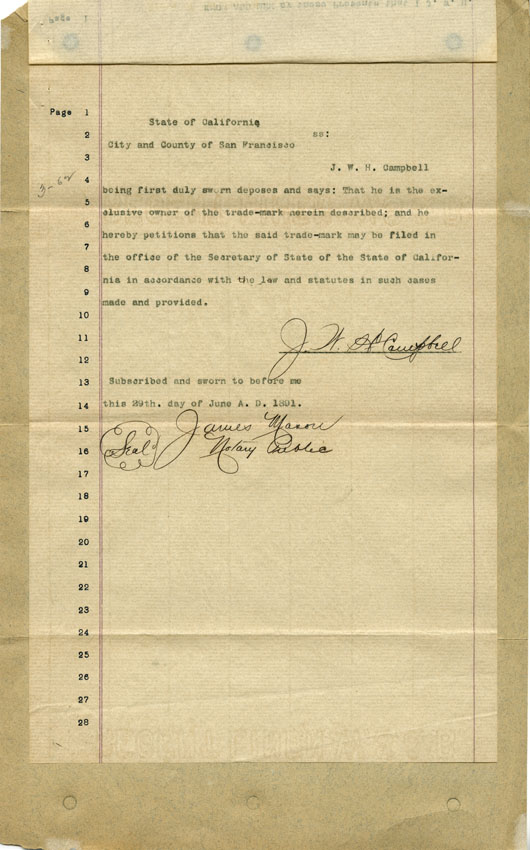 Page 1
State of California
2 ss:
City and County of San Francisco
3
J. W. H. Campbell
4
3-62
being first duly sworn deposes and says: That he is the ex-
5
clusive owner of the trade-mark herein described; and he
6
hereby petitions that the said trade-mark may be filed in
7
the office of the Secretary of State of the State of Califor-
8
nia in accordance with the law and statutes in such cases
9
made and provided.
10
11
J. W. H Campbell
12
13 Subscribed and sworn to before me
14 this 29th. day of June A. D. 1891.
15 James Mason
16 (Seal) Notary Public
17
18
19
20
21
22
23
24
25
26
27
28